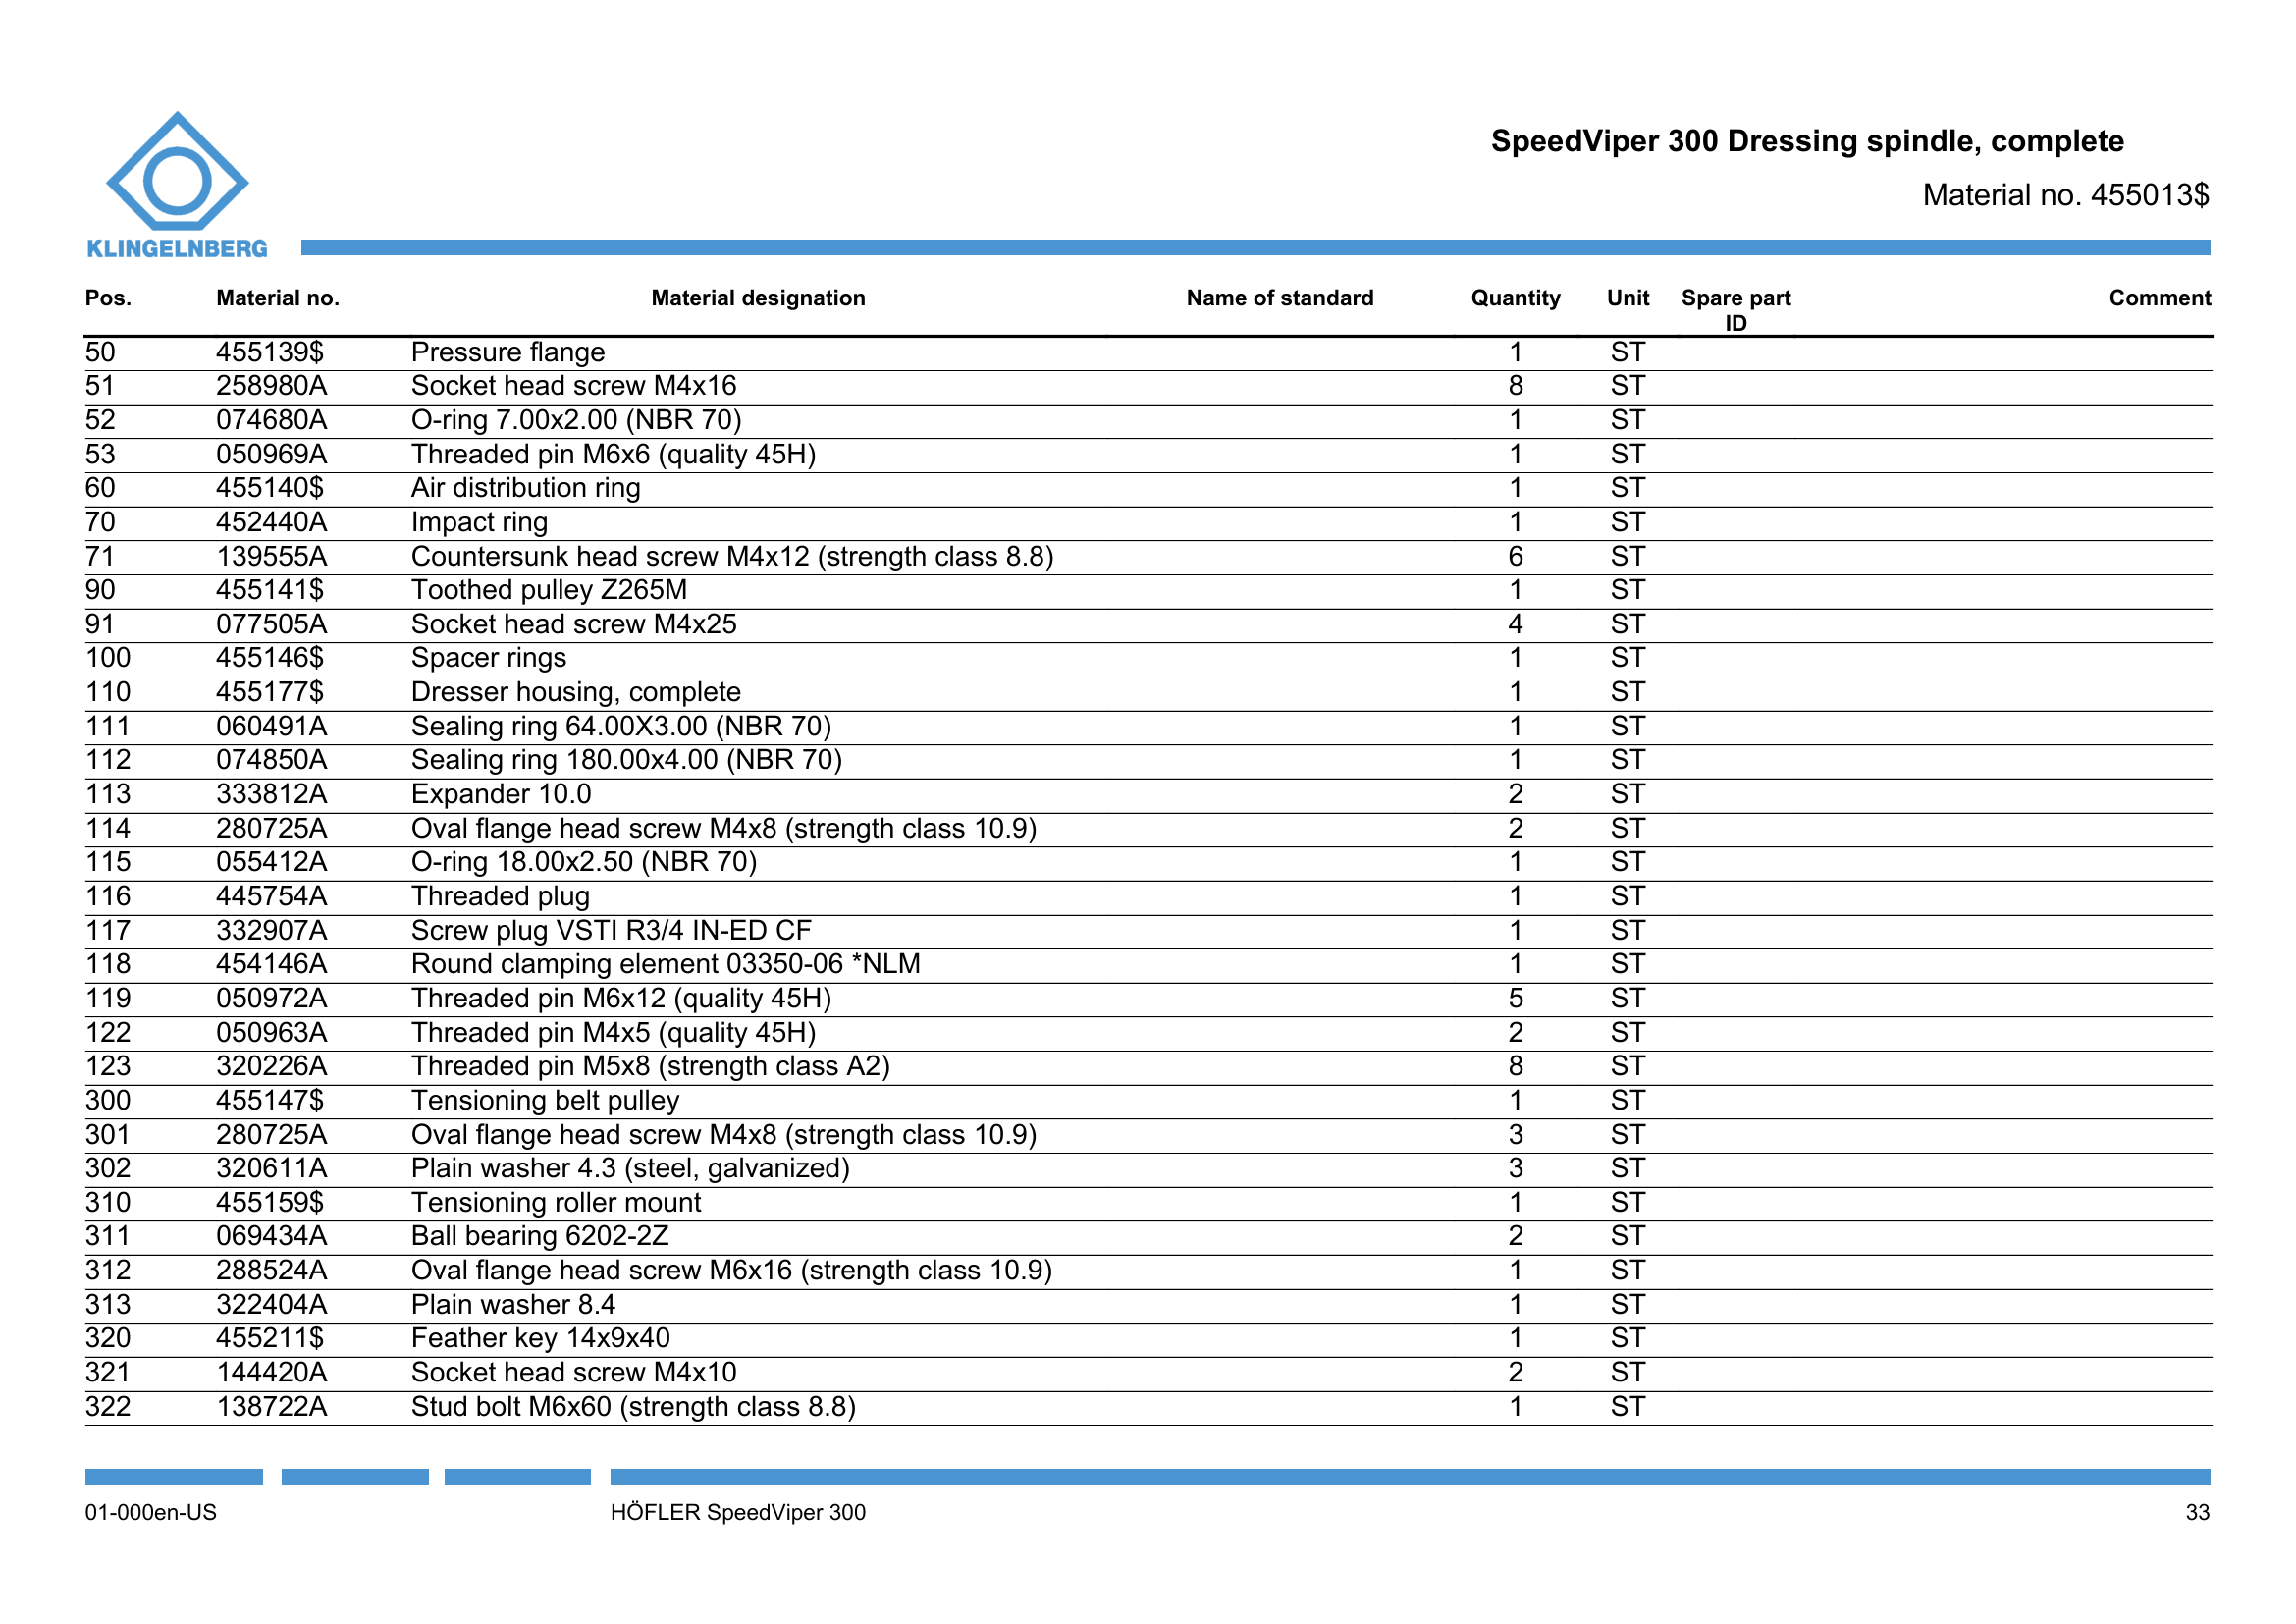 SpeedViper 300 Dressing spindle, complete
Material no. 455013$
KLINGELNBERG
Pos. Material no. Material designation Name of standard Quantity Unit Spare part ID Comment
50 455139$ Pressure flange 1 ST
51 258980A Socket head screw M4x16 8 ST
52 074680A O-ring 7.00x2.00 (NBR 70) 1 ST
53 050969A Threaded pin M6x6 (quality 45H) 1 ST
60 455140$ Air distribution ring 1 ST
70 452440A Impact ring 1 ST
71 139555A Countersunk head screw M4x12 (strength class 8.8) 6 ST
90 455141$ Toothed pulley Z265M 1 ST
91 077505A Socket head screw M4x25 4 ST
100 455146$ Spacer rings 1 ST
110 455177$ Dresser housing, complete 1 ST
111 060491A Sealing ring 64.00X3.00 (NBR 70) 1 ST
112 074850A Sealing ring 180.00x4.00 (NBR 70) 1 ST
113 333812A Expander 10.0 2 ST
114 280725A Oval flange head screw M4x8 (strength class 10.9) 2 ST
115 055412A O-ring 18.00x2.50 (NBR 70) 1 ST
116 445754A Threaded plug 1 ST
117 332907A Screw plug VSTI R3/4 IN-ED CF 1 ST
118 454146A Round clamping element 03350-06 *NLM 1 ST
119 050972A Threaded pin M6x12 (quality 45H) 5 ST
122 050963A Threaded pin M4x5 (quality 45H) 2 ST
123 320226A Threaded pin M5x8 (strength class A2) 8 ST
300 455147$ Tensioning belt pulley 1 ST
301 280725A Oval flange head screw M4x8 (strength class 10.9) 3 ST
302 320611A Plain washer 4.3 (steel, galvanized) 3 ST
310 455159$ Tensioning roller mount 1 ST
311 069434A Ball bearing 6202-2Z 2 ST
312 288524A Oval flange head screw M6x16 (strength class 10.9) 1 ST
313 322404A Plain washer 8.4 1 ST
320 455211$ Feather key 14x9x40 1 ST
321 144420A Socket head screw M4x10 2 ST
322 138722A Stud bolt M6x60 (strength class 8.8) 1 ST
01-000en-US HÖFLER SpeedViper 300 33